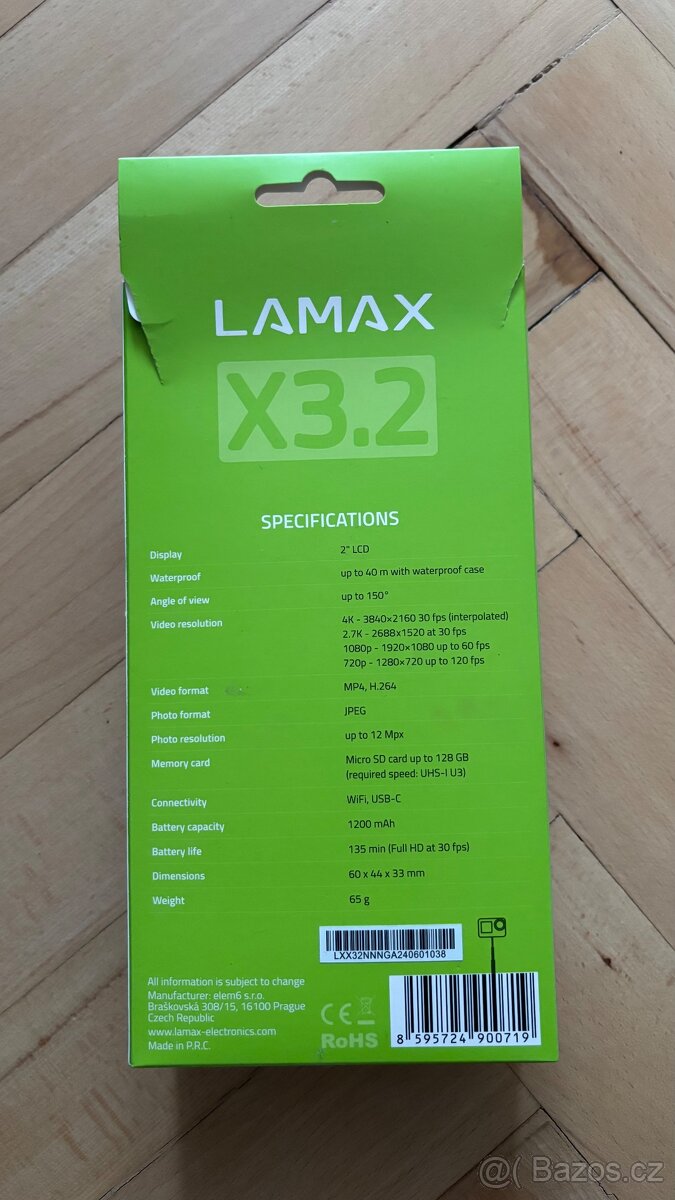 LAMAX
X3.2
SPECIFICATIONS
Display 2" LCD
Waterproof up to 40 m with waterproof case
Angle of view up to 150°
Video resolution 4K - 3840×2160 30 fps (interpolated)
2.7K - 2688x1520 at 30 fps
1080p - 1920×1080 up to 60 fps
720p - 1280×720 up to 120 fps
Video format MP4, H.264
Photo format JPEG
Photo resolution up to 12 Mpx
Memory card Micro SD card up to 128 GB
(required speed: UHS-I U3)
Connectivity WiFi, USB-C
Battery capacity 1200 mAh
Battery life 135 min (Full HD at 30 fps)
Dimensions 60 x 44 x 33 mm
Weight 65 g
LXX32NNNGA240601038
All information is subject to change
Manufacturer: elem6 s.r.o.
Braškovská 308/15, 16100 Prague
Czech Republic
www.lamax-electronics.com
Made in P.R.C.
CE
RoHS
8 595724 900719
@( Bazos.cz